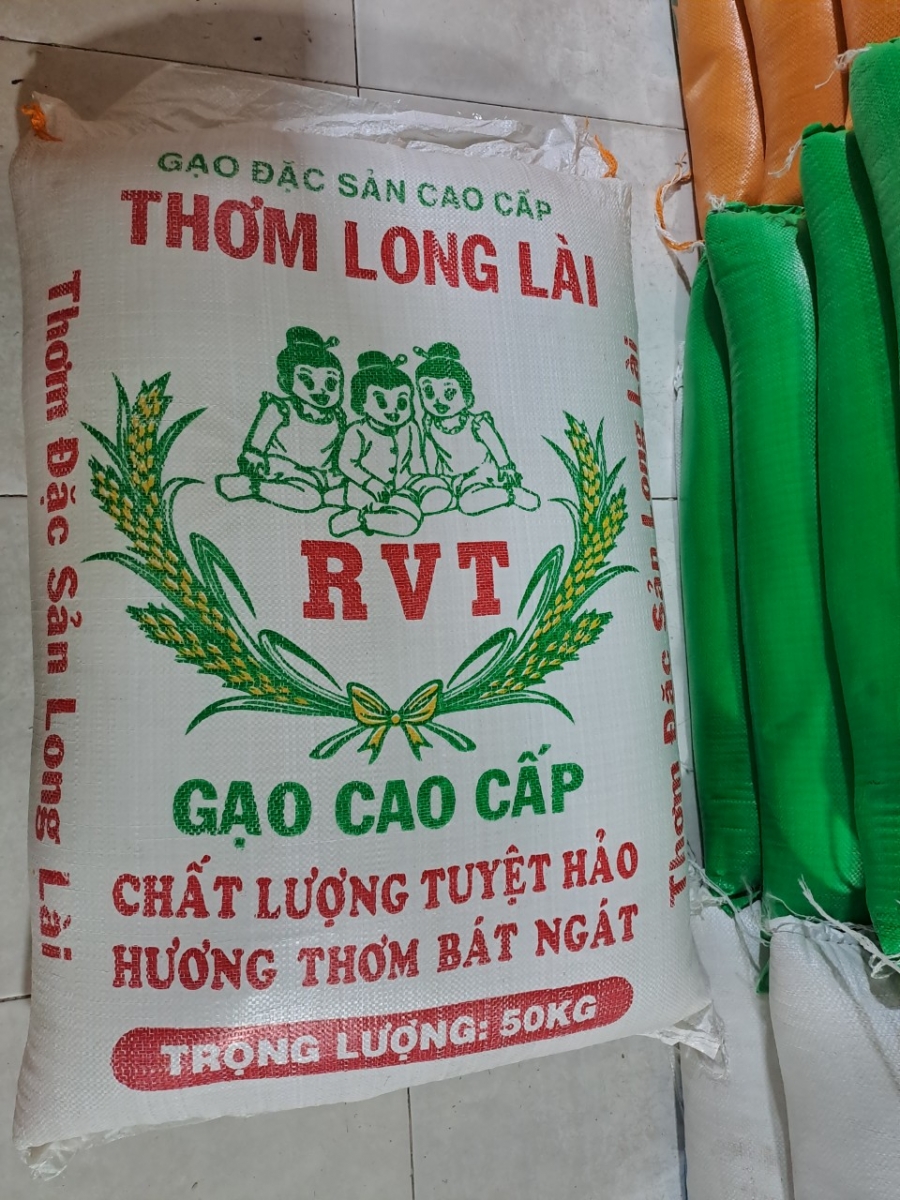 GẠO ĐẶC SẢN CAO CẤP
THƠM LONG LÀI
Thơm Đặc Sản Long Lài
RVT
Thơm Đặc Sản Long Lài
GẠO CAO CẤP
CHẤT LƯỢNG TUYỆT HẢO
HƯƠNG THƠM BÁT NGÁT
TRỌNG LƯỢNG: 50KG